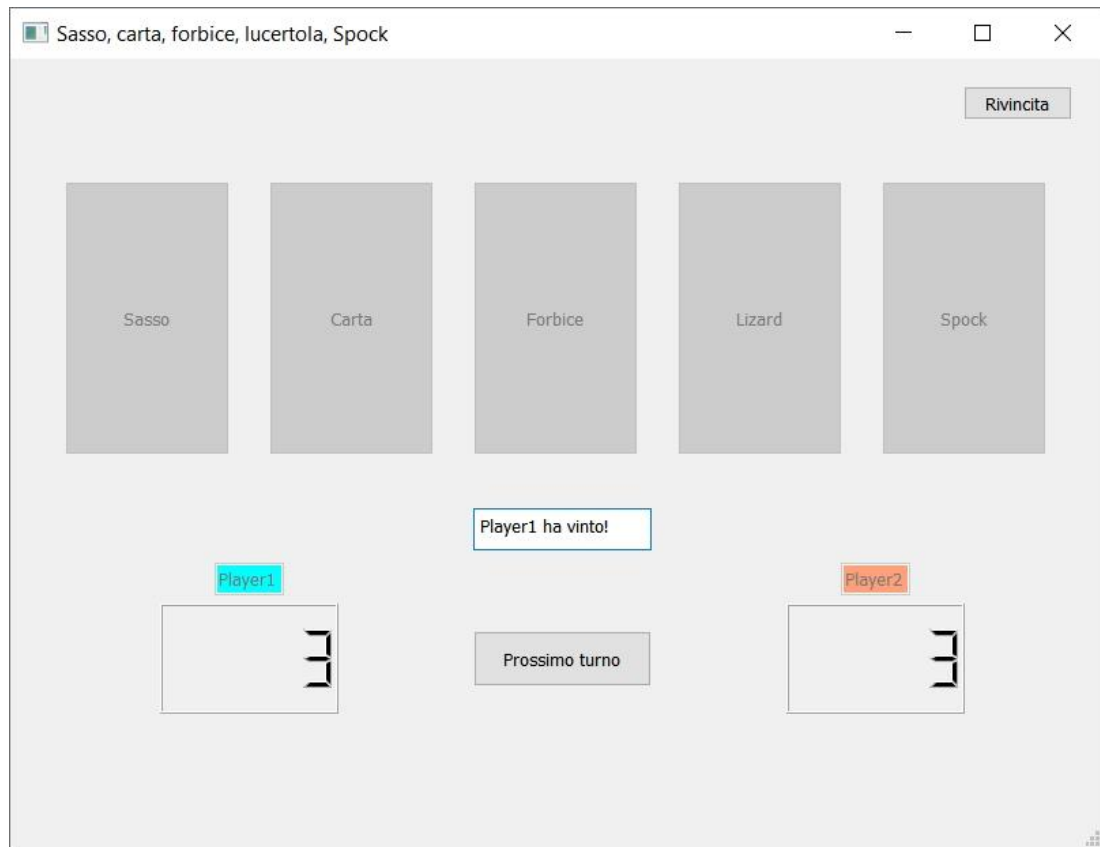 Sasso, carta, forbice, lucertola, Spock
Rivincita
Sasso
Carta
Forbice
Lizard
Spock
Player1 ha vinto!
Player1
Player2
3
Prossimo turno
3